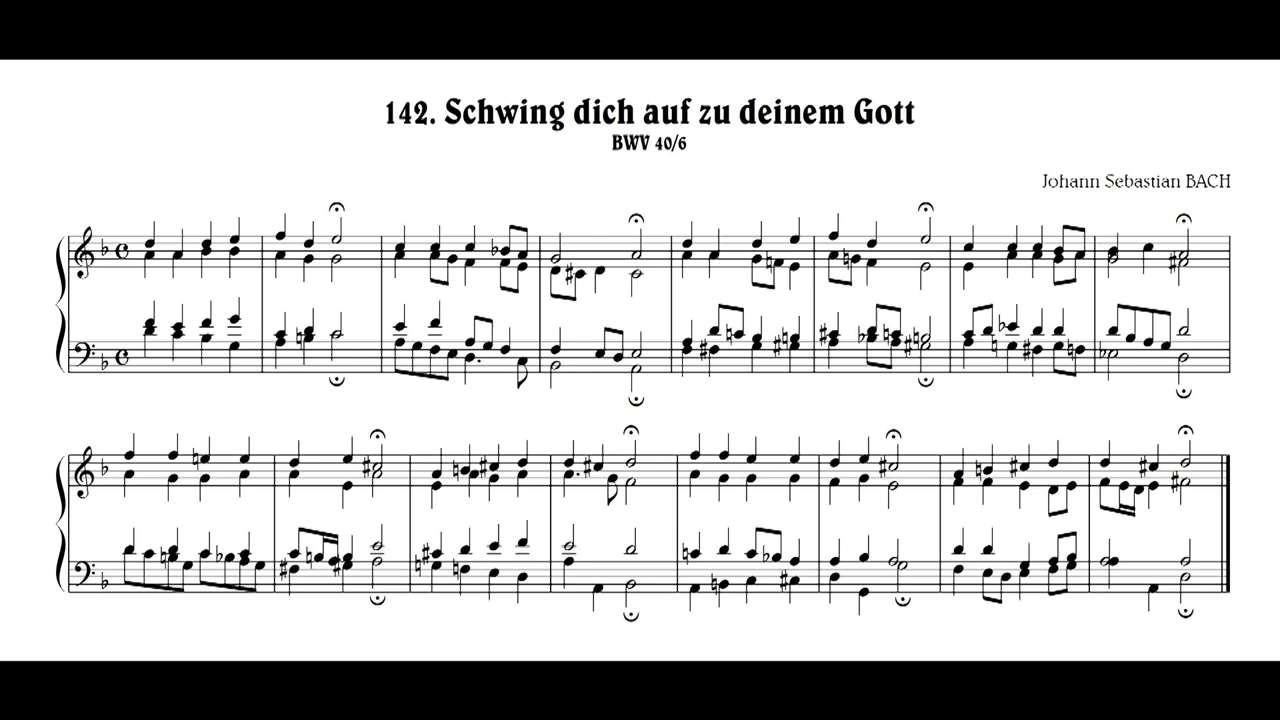 142. Schwing dich auf zu deinem Gott
BWV 40/6
Johann Sebastian BACH